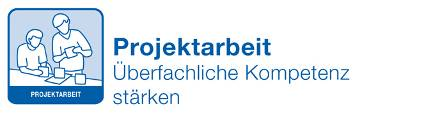 PROJEKTARBEIT
Projektarbeit
Überfachliche Kompetenz
stärken